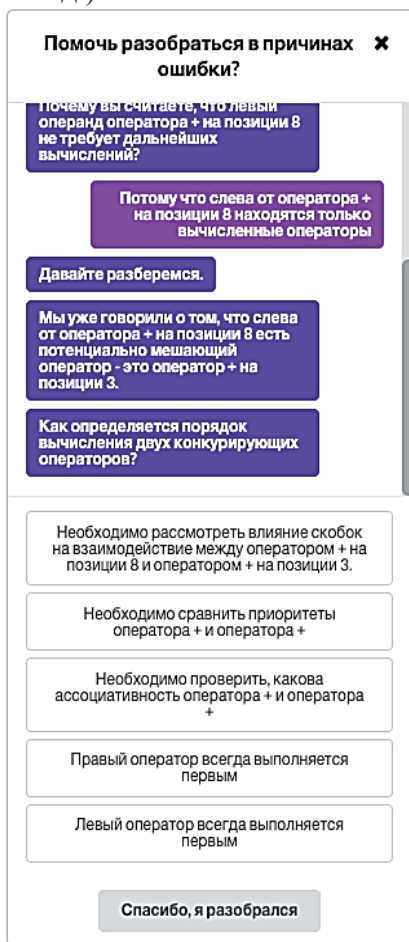 Помочь разобраться в причинах
ошибки?
Почему вы считаете, что левый
операнд оператора + на позиции 8
не требует дальнейших
вычислений?
Потому что слева от оператора +
на позиции 8 находятся только
вычисленные операторы
Давайте разберемся.
Мы уже говорили о том, что слева
от оператора + на позиции 8 есть
потенциально мешающий
оператор - это оператор + на
позиции 3.
Как определяется порядок
вычисления двух конкурирующих
операторов?
Необходимо рассмотреть влияние скобок
на взаимодействие между оператором + на
позиции 8 и оператором + на позиции 3.
Необходимо сравнить приоритеты
оператора + и оператора +
Необходимо проверить, какова
ассоциативность оператора + и оператора
+
Правый оператор всегда выполняется
первым
Левый оператор всегда выполняется
первым
Спасибо, я разобрался